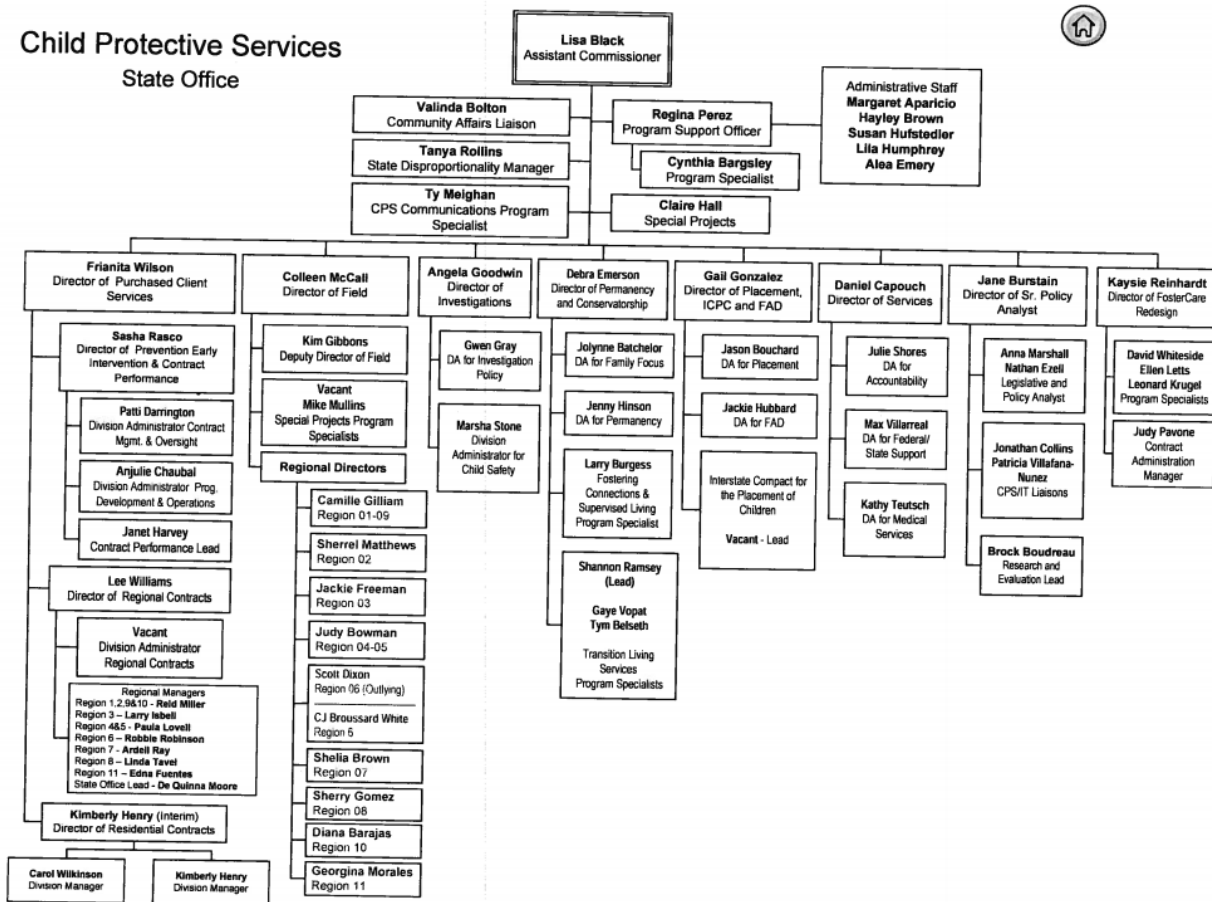 Child Protective Services
State Office
Lisa Black
Assistant Commissioner
Valinda Bolton
Community Affairs Liaison
Regina Perez
Program Support Officer
Administrative Staff
Margaret Aparicio
Hayley Brown
Susan Hufstedler
Lila Humphrey
Alea Emery
Tanya Rollins
State Disproportionality Manager
Cynthia Bargsley
Program Specialist
Ty Meighan
CPS Communications Program
Specialist
Claire Hall
Special Projects
Frianita Wilson
Director of Purchased Client
Services
Sasha Rasco
Director of Prevention Early
Intervention & Contract
Performance
Patti Darrington
Division Administrator Contract
Mgmt. & Oversight
Anjulie Chaubal
Division Administrator Prog.
Development & Operations
Janet Harvey
Contract Performance Lead
Lee Williams
Director of Regional Contracts
Vacant
Division Administrator
Regional Contracts
Regional Managers
Region 1,2,9&10 - Reid Miller
Region 3 – Larry Isbell
Region 4&5 - Paula Lovell
Region 6 – Robbie Robinson
Region 7 - Ardell Ray
Region 8 – Linda Tavel
Region 11 – Edna Fuentes
State Office Lead - De Quinna Moore
Kimberly Henry (Interim)
Director of Residential Contracts
Carol Wilkinson
Division Manager
Kimberly Henry
Division Manager
Colleen McCall
Director of Field
Kim Gibbons
Deputy Director of Field
Vacant
Mike Mullins
Special Projects Program
Specialists
Regional Directors
Camille Gilliam
Region 01-09
Sherrel Matthews
Region 02
Jackie Freeman
Region 03
Judy Bowman
Region 04-05
Scott Dixon
Region 06 (Outlying)
CJ Broussard White
Region 6
Shelia Brown
Region 07
Sherry Gomez
Region 08
Diana Barajas
Region 10
Georgina Morales
Region 11
Angela Goodwin
Director of
Investigations
Gwen Gray
DA for Investigation
Policy
Marsha Stone
Division
Administrator for
Child Safety
Debra Emerson
Director of Permanency
and Conservatorship
Jolynne Batchelor
DA for Family Focus
Jenny Hinson
DA for Permanency
Larry Burgess
Fostering
Connections &
Supervised Living
Program Specialist
Shannon Ramsey
(Lead)
Gaye Vopat
Tym Belseth
Transition Living
Services
Program Specialists
Gail Gonzalez
Director of Placement,
ICPC and FAD
Jason Bouchard
DA for Placement
Jackie Hubbard
DA for FAD
Interstate Compact for
the Placement of
Children
Vacant - Lead
Daniel Capouch
Director of Services
Julie Shores
DA for
Accountability
Max Villarreal
DA for Federal/
State Support
Kathy Teutsch
DA for Medical
Services
Jane Burstain
Director of Sr. Policy
Analyst
Anna Marshall
Nathan Ezell
Legislative and
Policy Analyst
Jonathan Collins
Patricia Villafana-
Nunez
CPS/IT Liaisons
Brock Boudreau
Research and
Evaluation Lead
Kaysie Reinhardt
Director of FosterCare
Redesign
David Whiteside
Ellen Letts
Leonard Krugel
Program Specialists
Judy Pavone
Contract
Administration
Manager